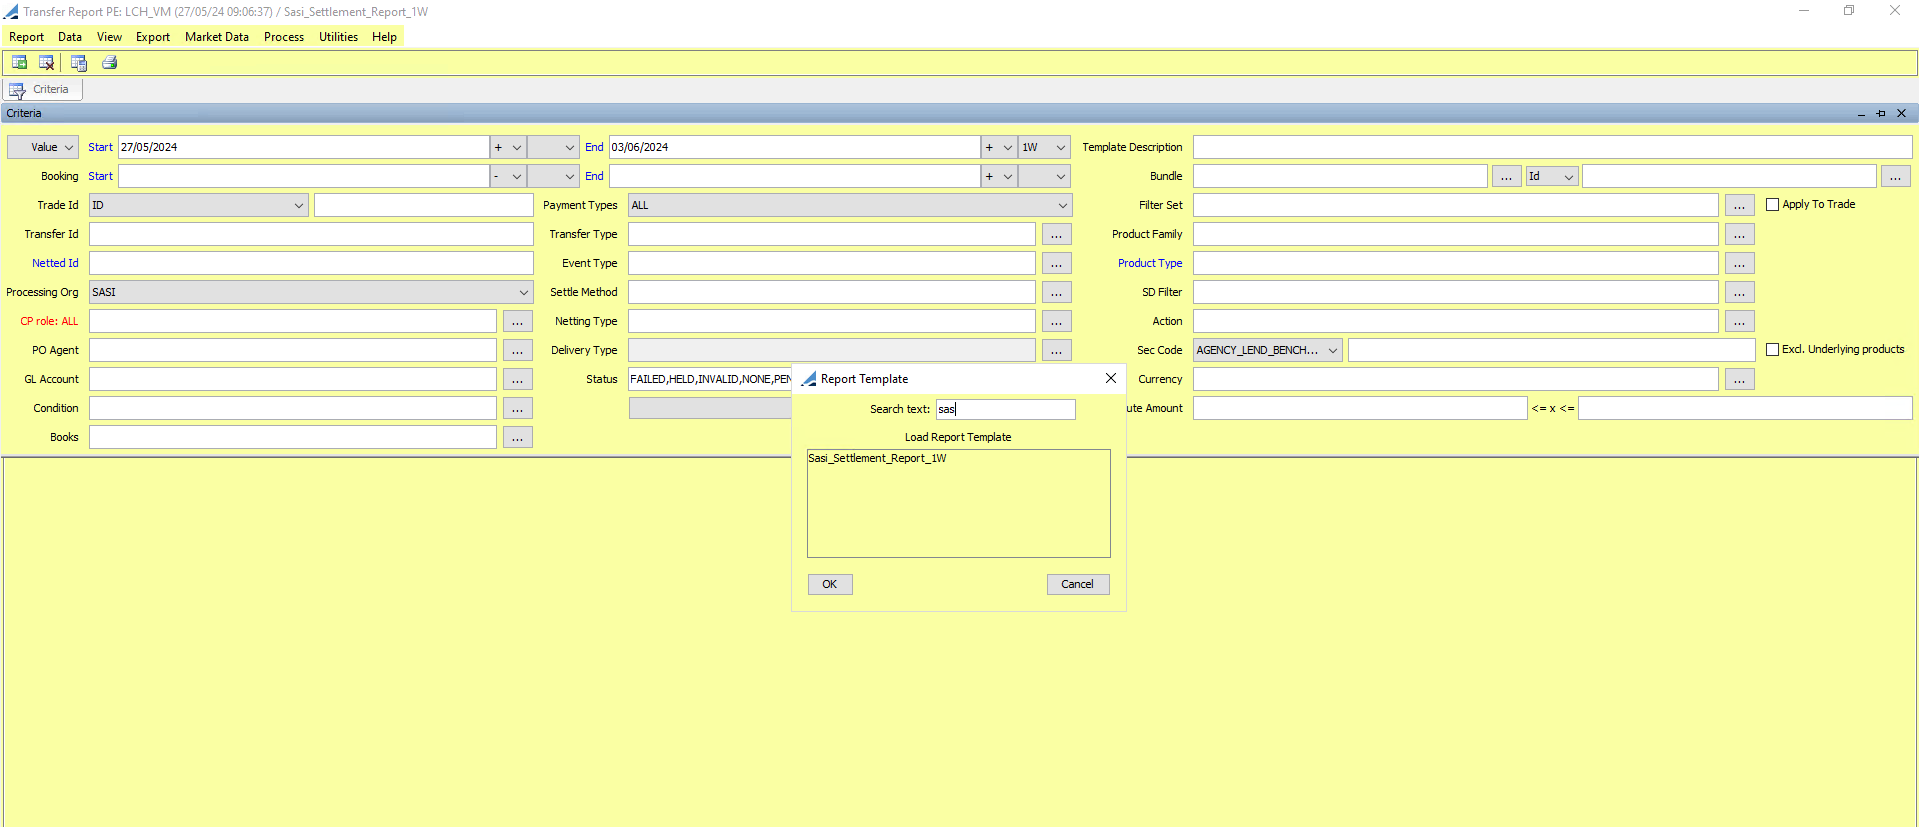 Transfer Report PE: LCH_VM (27/05/24 09:06:37) / Sasi_Settlement_Report_1W
Report Data View Export Market Data Process Utilities Help
Criteria
Criteria
Value Start 27/05/2024 + End 03/06/2024 + 1W Template Description
Booking Start - End + Bundle ... Id ...
Trade Id ID Payment Types ALL Filter Set ... Apply To Trade
Transfer Id Transfer Type ... Product Family ...
Netted Id Event Type ... Product Type ...
Processing Org SASI Settle Method ... SD Filter ...
CP role: ALL ... Netting Type ... Action ...
PO Agent ... Delivery Type ... Sec Code AGENCY_LEND_BENCH... Excl. Underlying products
GL Account ... Status FAILED,HELD,INVALID,NONE,PEN Currency ...
Condition ... ute Amount <= x <=
Books ...
Report Template
Search text: sas
Load Report Template
Sasi_Settlement_Report_1W
OK Cancel